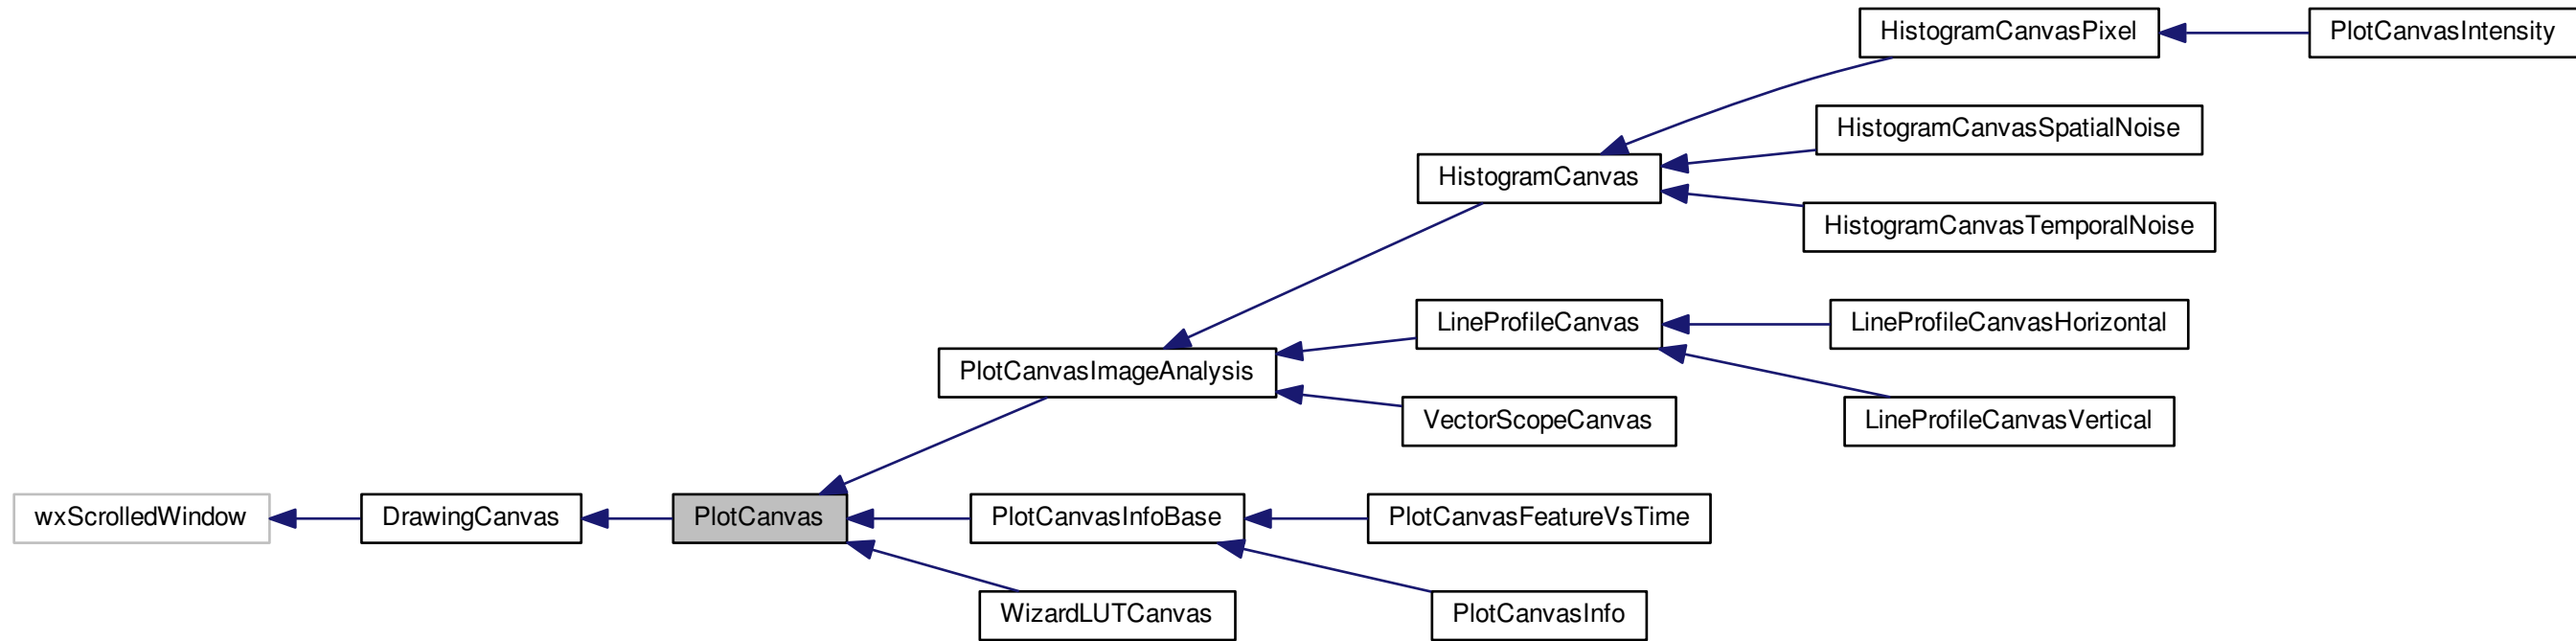 HistogramCanvasPixel
PlotCanvasIntensity
HistogramCanvasSpatialNoise
HistogramCanvas
HistogramCanvasTemporalNoise
LineProfileCanvas
LineProfileCanvasHorizontal
PlotCanvasImageAnalysis
VectorScopeCanvas
LineProfileCanvasVertical
wxScrolledWindow
DrawingCanvas
PlotCanvas
PlotCanvasInfoBase
PlotCanvasFeatureVsTime
WizardLUTCanvas
PlotCanvasInfo